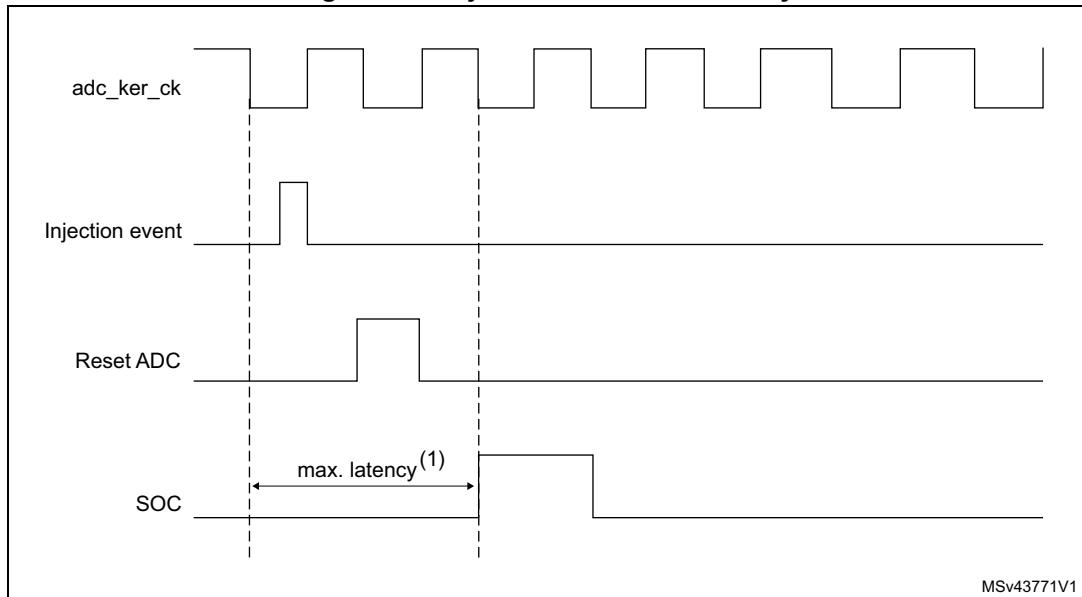 adc_ker_ck
Injection event
Reset ADC
max. latency(1)
SOC
MSv43771V1